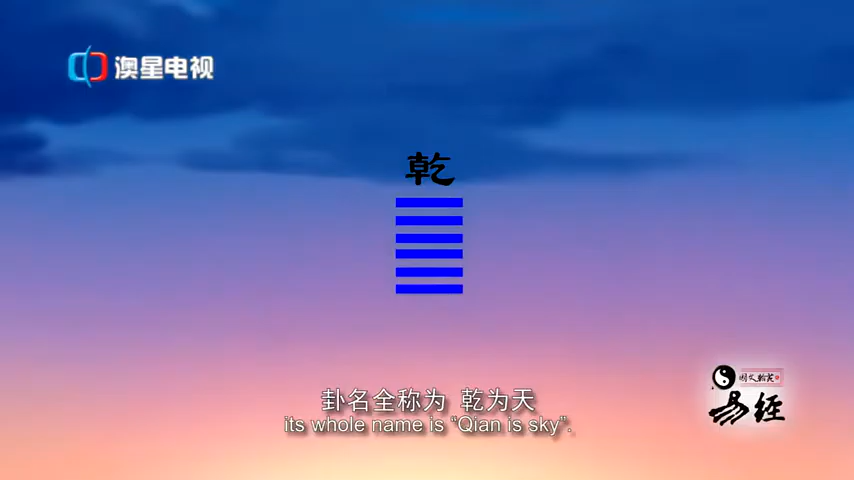 澳星电视
乾
卦名全称为 乾为天
its whole name is “Qian is sky”.
易经